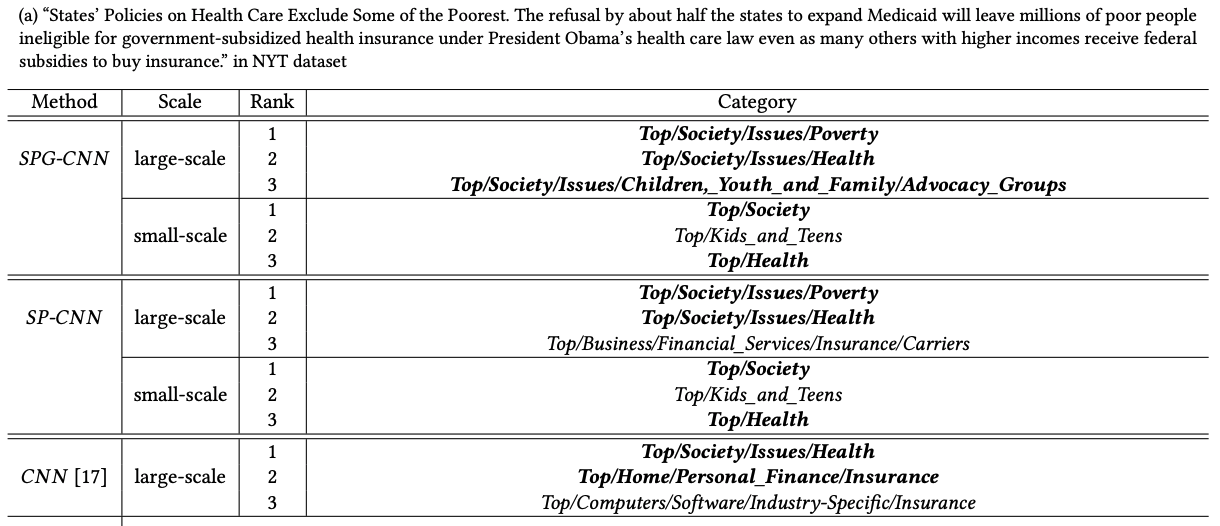 (a) “States’ Policies on Health Care Exclude Some of the Poorest. The refusal by about half the states to expand Medicaid will leave millions of poor people
ineligible for government-subsidized health insurance under President Obama’s health care law even as many others with higher incomes receive federal
subsidies to buy insurance.” in NYT dataset
Method Scale Rank Category
1 Top/Society/Issues/Poverty
SPG-CNN large-scale 2 Top/Society/Issues/Health
3 Top/Society/Issues/Children,_Youth_and_Family/Advocacy_Groups
1 Top/Society
small-scale 2 Top/Kids_and_Teens
3 Top/Health
1 Top/Society/Issues/Poverty
SP-CNN large-scale 2 Top/Society/Issues/Health
3 Top/Business/Financial_Services/Insurance/Carriers
1 Top/Society
small-scale 2 Top/Kids_and_Teens
3 Top/Health
1 Top/Society/Issues/Health
CNN [17] large-scale 2 Top/Home/Personal_Finance/Insurance
3 Top/Computers/Software/Industry-Specific/Insurance